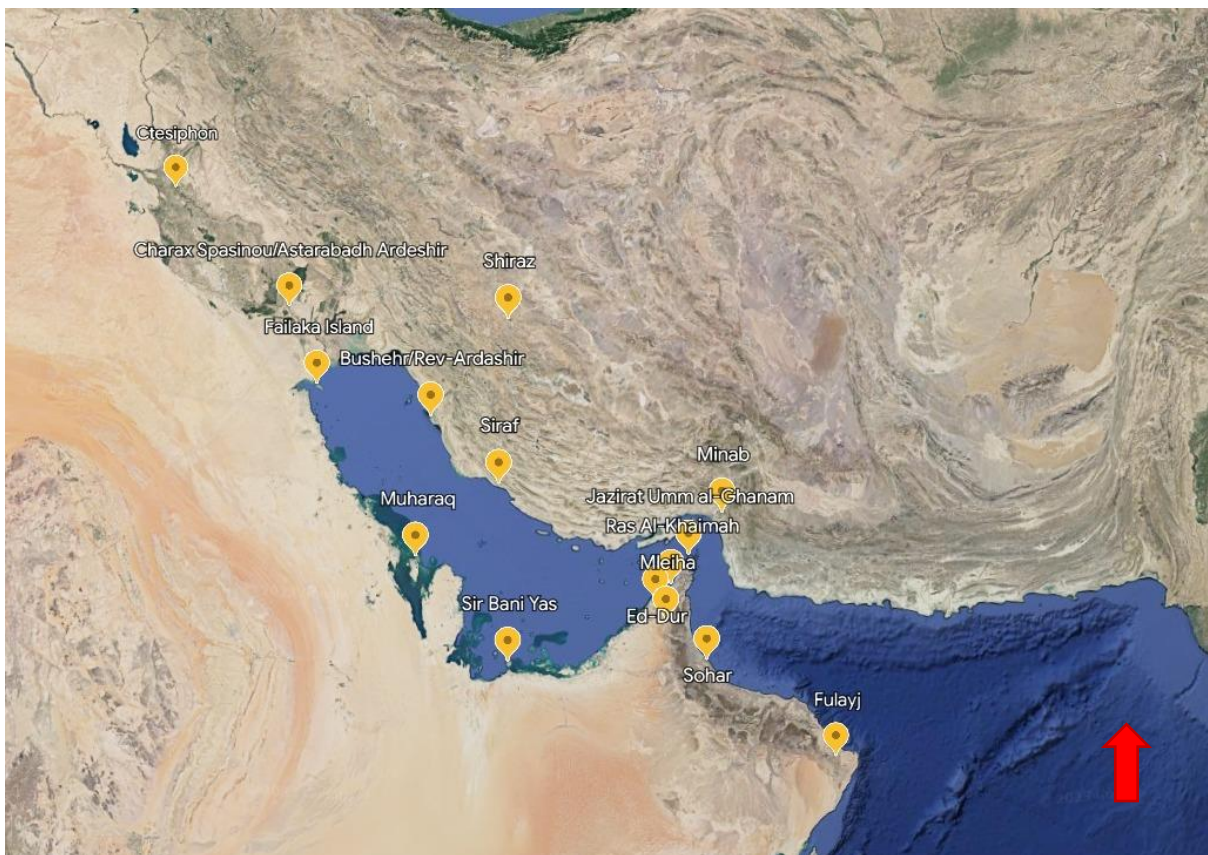 Ctesiphon
Charax Spasinou/Astarabadh Ardeshir
Shiraz
Failaka Island
Bushehr/Rev-Ardashir
Siraf
Minab
Muharaq
Jazirat Umm al-Ghanam
Ras Al-Khaimah
Mleiha
Sir Bani Yas
Ed-Dur
Sohar
Fulayj